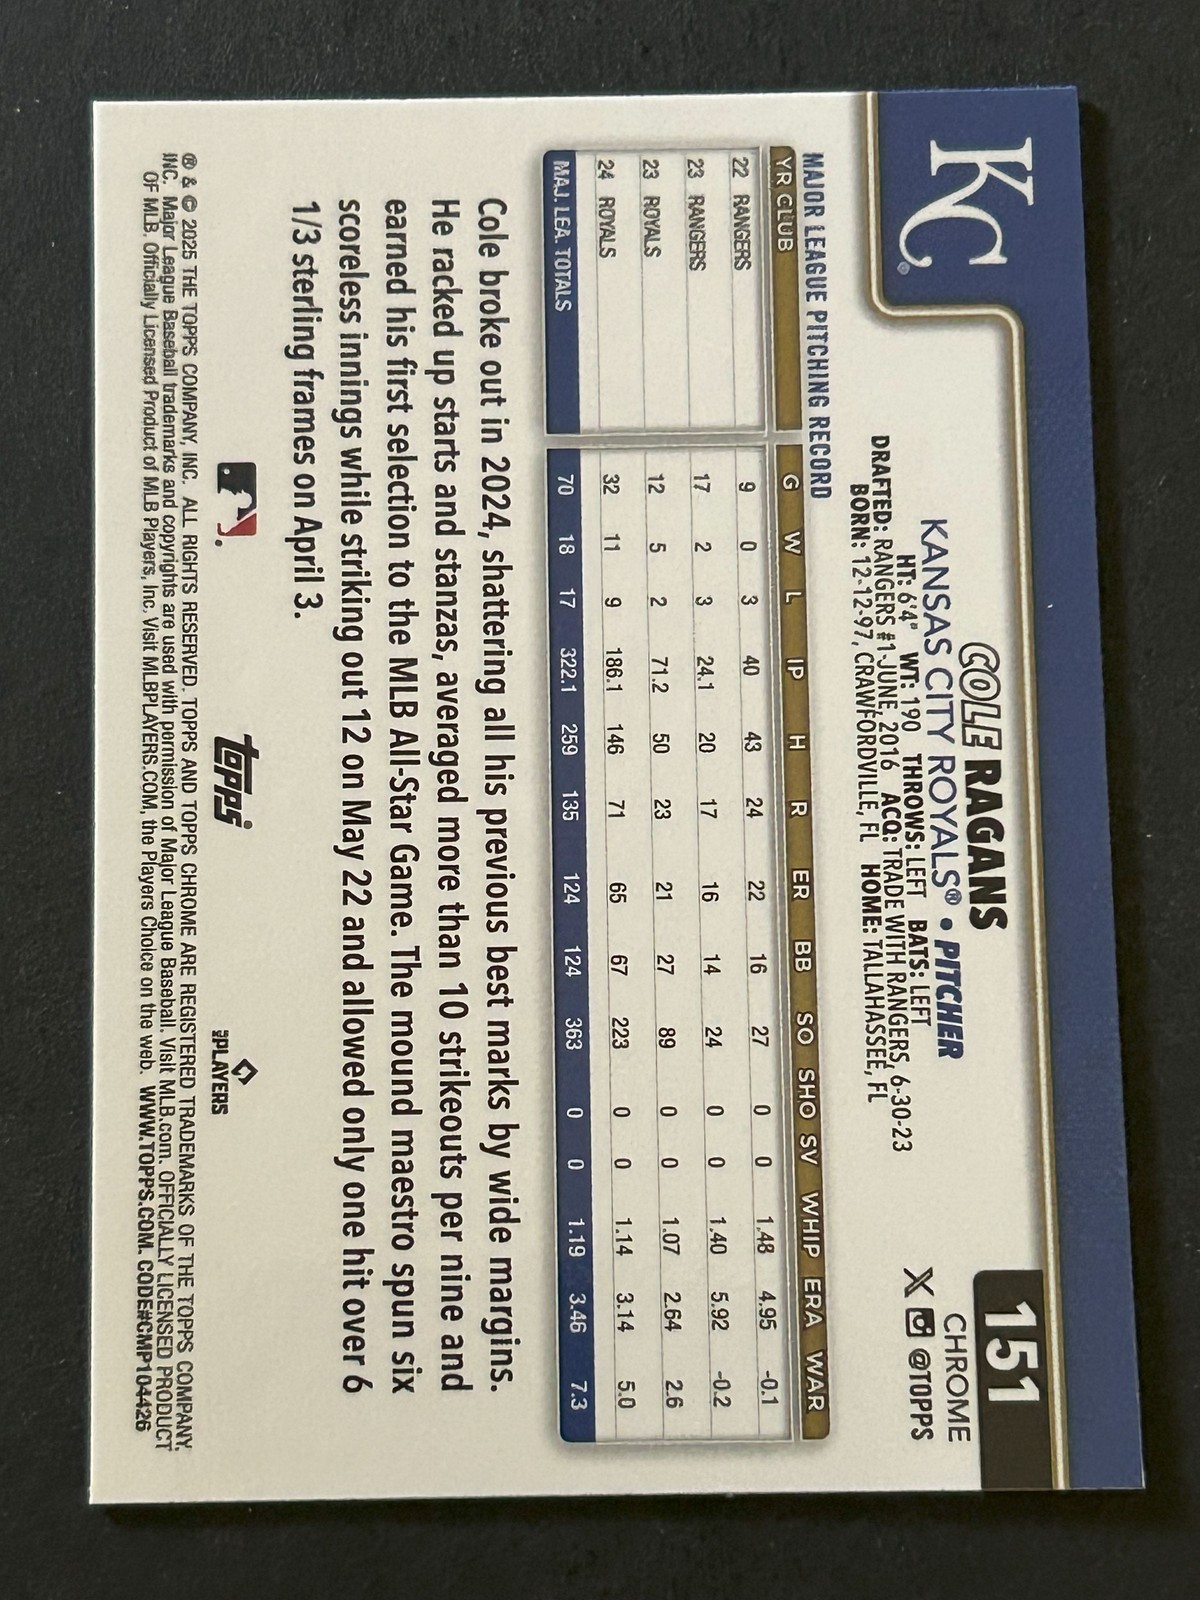 KC®
151
CHROME
@TOPPS
COLE RAGANS
KANSAS CITY ROYALS® • PITCHER
HT: 6'4" WT: 190 THROWS: LEFT BATS: LEFT
DRAFTED: RANGERS #1-JUNE, 2016 ACQ: TRADE WITH RANGERS, 6-30-23
BORN: 12-12-97, CRAWFORDVILLE, FL HOME: TALLAHASSEE, FL
MAJOR LEAGUE PITCHING RECORD
YR CLUB G W L IP H R ER BB SO SHO SV WHIP ERA WAR
22 RANGERS 9 0 3 40 43 24 22 16 27 0 0 1.48 4.95 -0.1
23 RANGERS 17 2 3 24.1 20 17 16 14 24 0 0 1.40 5.92 -0.2
23 ROYALS 12 5 2 71.2 50 23 21 27 89 0 0 1.07 2.64 2.6
24 ROYALS 32 11 9 186.1 146 71 65 67 223 0 0 1.14 3.14 5.0
MAJ. LEA. TOTALS 70 18 17 322.1 259 135 124 124 363 0 0 1.19 3.46 7.3
Cole broke out in 2024, shattering all his previous best marks by wide margins.
He racked up starts and stanzas, averaged more than 10 strikeouts per nine and
earned his first selection to the MLB All-Star Game. The mound maestro spun six
scoreless innings while striking out 12 on May 22 and allowed only one hit over 6
1/3 sterling frames on April 3.
topps
MLB PLAYERS
® & © 2025 THE TOPPS COMPANY, INC. ALL RIGHTS RESERVED. TOPPS AND TOPPS CHROME ARE REGISTERED TRADEMARKS OF THE TOPPS COMPANY,
INC. Major League Baseball trademarks and copyrights are used with permission of Major League Baseball. Visit MLB.com. OFFICIALLY LICENSED PRODUCT
OF MLB. Officially Licensed Product of MLB Players, Inc. Visit MLBPLAYERS.COM, the Players Choice on the web. WWW.TOPPS.COM. CODE#CMP104426